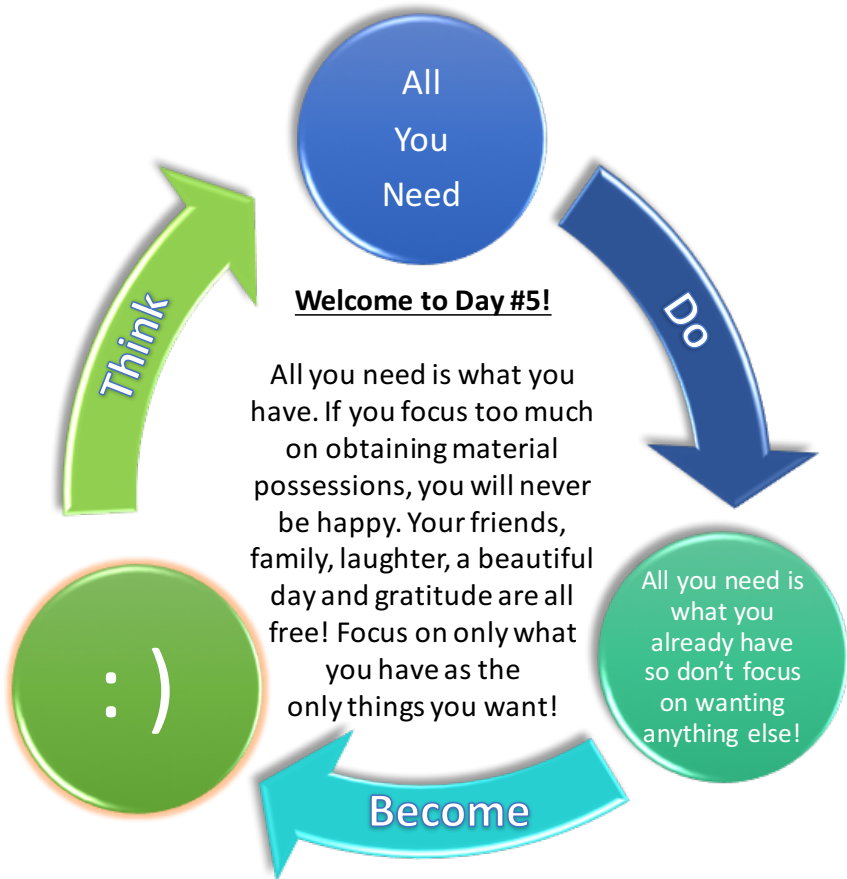 All
You
Need
Think
Do
Welcome to Day #5!
All you need is what you
have. If you focus too much
on obtaining material
possessions, you will never
be happy. Your friends,
family, laughter, a beautiful
day and gratitude are all
free! Focus on only what
you have as the
only things you want!
All you need is
what you
already have
so don’t focus
on wanting
anything else!
Become
: )